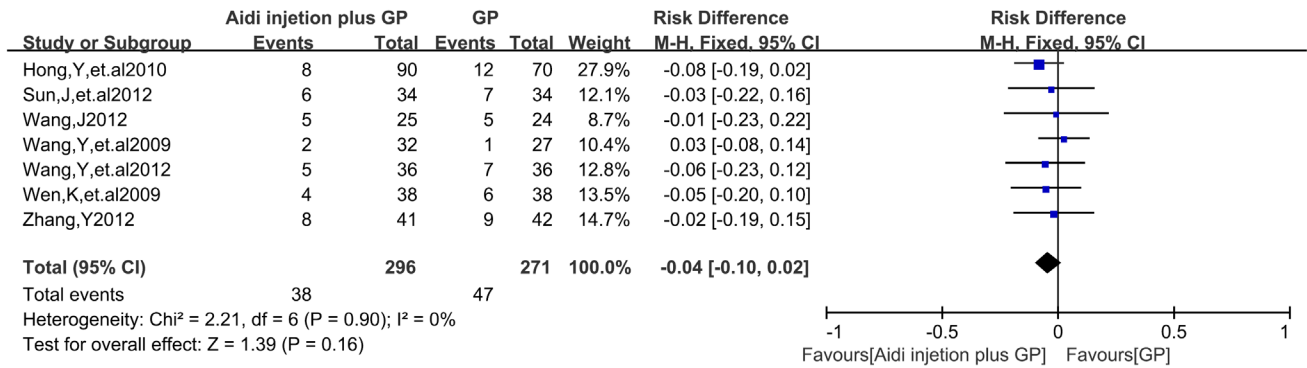 Aidi injetion plus GP GP Risk Difference Risk Difference
Study or Subgroup Events Total Events Total Weight M-H. Fixed. 95% CI M-H. Fixed. 95% CI
Hong,Y,et.al2010 8 90 12 70 27.9% -0.08 [-0.19, 0.02]
Sun,J,et.al2012 6 34 7 34 12.1% -0.03 [-0.22, 0.16]
Wang,J2012 5 25 5 24 8.7% -0.01 [-0.23, 0.22]
Wang,Y,et.al2009 2 32 1 27 10.4% 0.03 [-0.08, 0.14]
Wang,Y,et.al2012 5 36 7 36 12.8% -0.06 [-0.23, 0.12]
Wen,K,et.al2009 4 38 6 38 13.5% -0.05 [-0.20, 0.10]
Zhang,Y2012 8 41 9 42 14.7% -0.02 [-0.19, 0.15]
Total (95% CI) 296 271 100.0% -0.04 [-0.10, 0.02]
Total events 38 47
Heterogeneity: Chi² = 2.21, df = 6 (P = 0.90); I² = 0%
Test for overall effect: Z = 1.39 (P = 0.16)
-1 -0.5 0 0.5 1
Favours[Aidi injetion plus GP] Favours[GP]